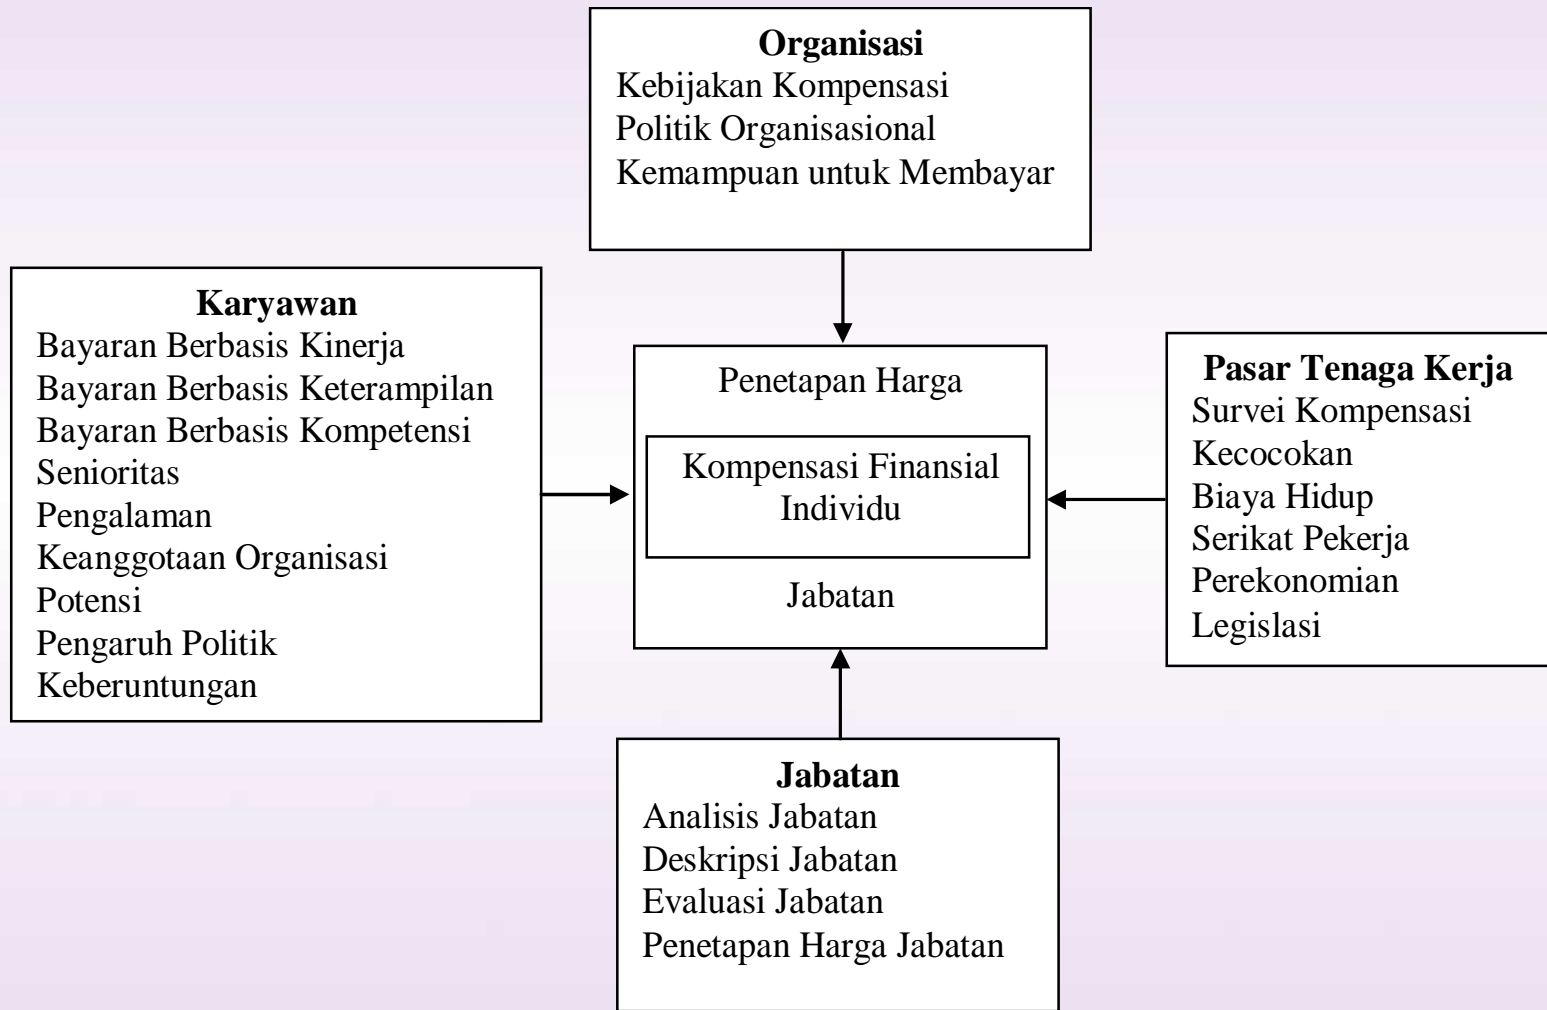 Organisasi
Kebijakan Kompensasi
Politik Organisasional
Kemampuan untuk Membayar
Karyawan
Bayaran Berbasis Kinerja
Bayaran Berbasis Keterampilan
Bayaran Berbasis Kompetensi
Senioritas
Pengalaman
Keanggotaan Organisasi
Potensi
Pengaruh Politik
Keberuntungan
Penetapan Harga
Kompensasi Finansial
Individu
Jabatan
Pasar Tenaga Kerja
Survei Kompensasi
Kecocokan
Biaya Hidup
Serikat Pekerja
Perekonomian
Legislasi
Jabatan
Analisis Jabatan
Deskripsi Jabatan
Evaluasi Jabatan
Penetapan Harga Jabatan